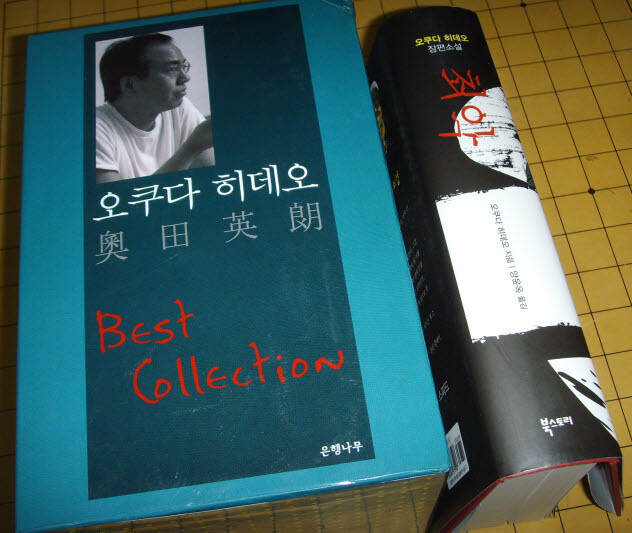 오쿠다 히데오
奧田英朗
Best
Collection
은행나무
오쿠다 히데오
장편소설
최악
오쿠다 히데오 지음 | 양윤옥 옮김
북스토리